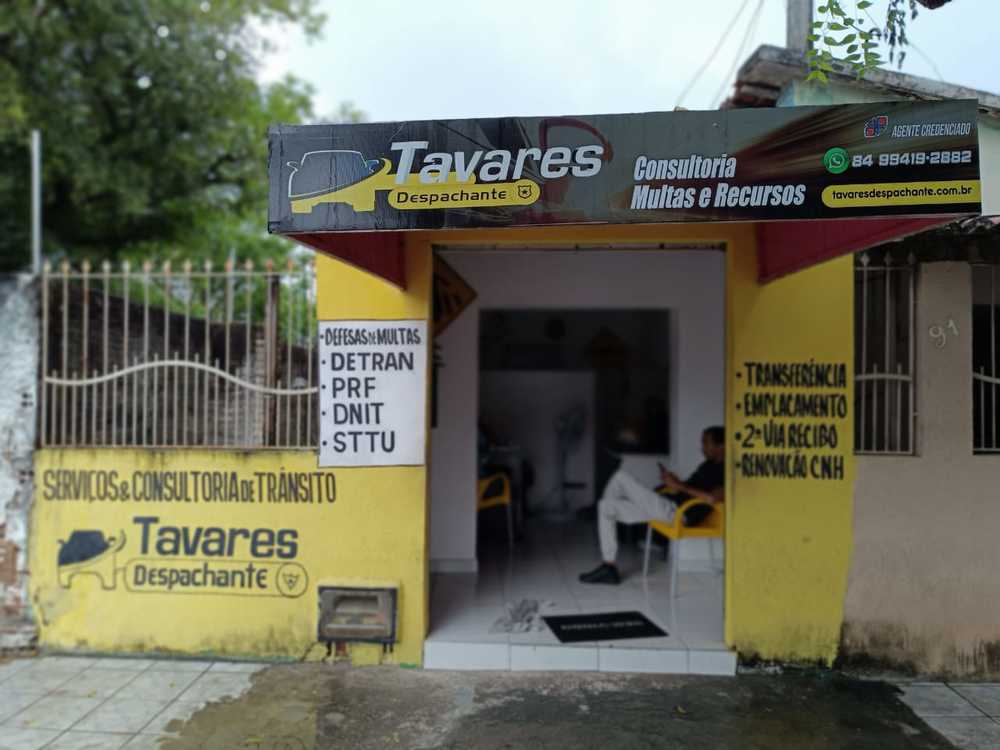 Tavares
Despachante
Consultoria
Multas e Recursos
AGENTE CREDENCIADO
84 99419-2882
tavaresdespachante.com.br
•DEFESAS DE MULTAS
• DETRAN
• PRF
• DNIT
• STTU
• TRANSFERÊNCIA
• EMPLACAMENTO
• 2ª VIA RECIBO
• RENOVAÇÃO CNH
91
SERVIÇOS & CONSULTORIA DE TRÂNSITO
Tavares
Despachante